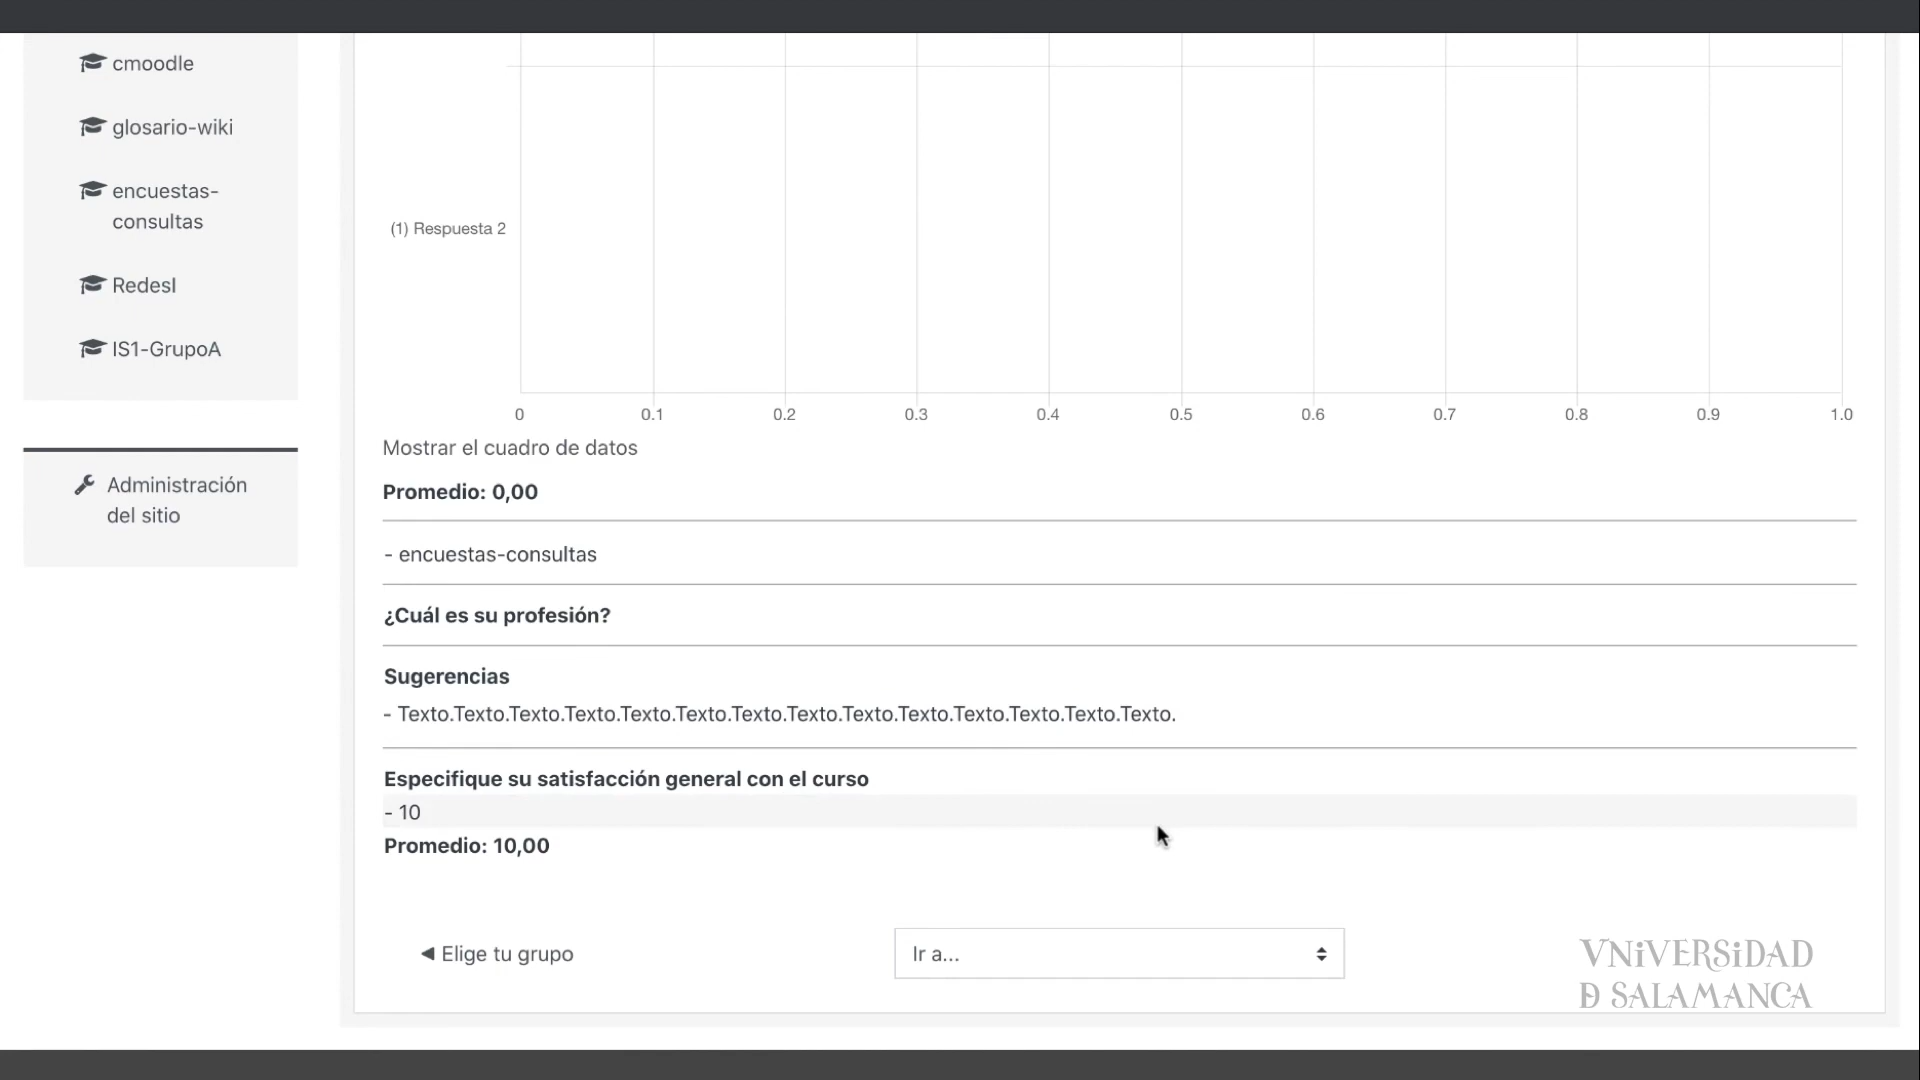 cmoodle
glosario-wiki
encuestas-
consultas
RedesI
IS1-GrupoA
Administración
del sitio
(1) Respuesta 2
0 0.1 0.2 0.3 0.4 0.5 0.6 0.7 0.8 0.9 1.0
Mostrar el cuadro de datos
Promedio: 0,00
- encuestas-consultas
¿Cuál es su profesión?
Sugerencias
- Texto.Texto.Texto.Texto.Texto.Texto.Texto.Texto.Texto.Texto.Texto.Texto.Texto.Texto.
Especifique su satisfacción general con el curso
- 10
Promedio: 10,00
◄ Elige tu grupo
Ir a...
VNiVERSiDAD
D SALAMANCA